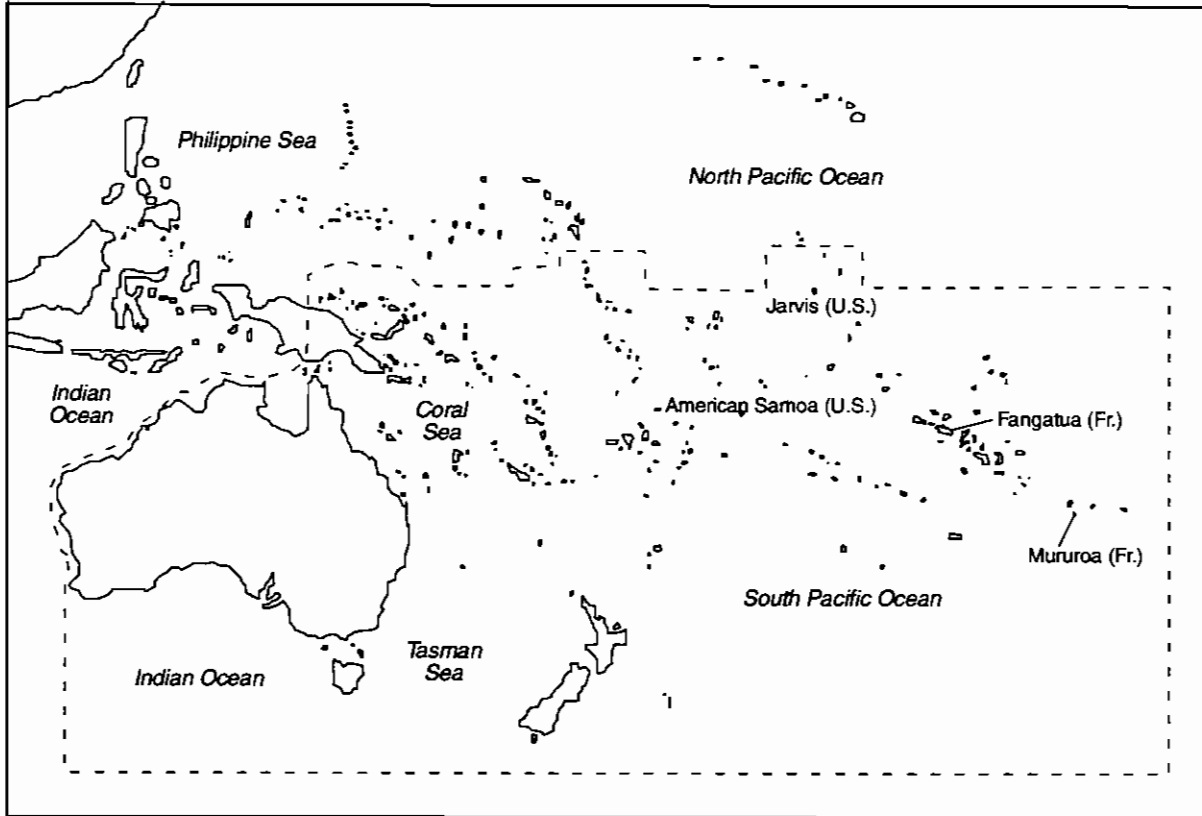 Philippine Sea
North Pacific Ocean
Jarvis (U.S.)
Indian
Ocean
Coral
Sea
American Samoa (U.S.)
Fangatua (Fr.)
Mururoa (Fr.)
South Pacific Ocean
Tasman
Sea
Indian Ocean